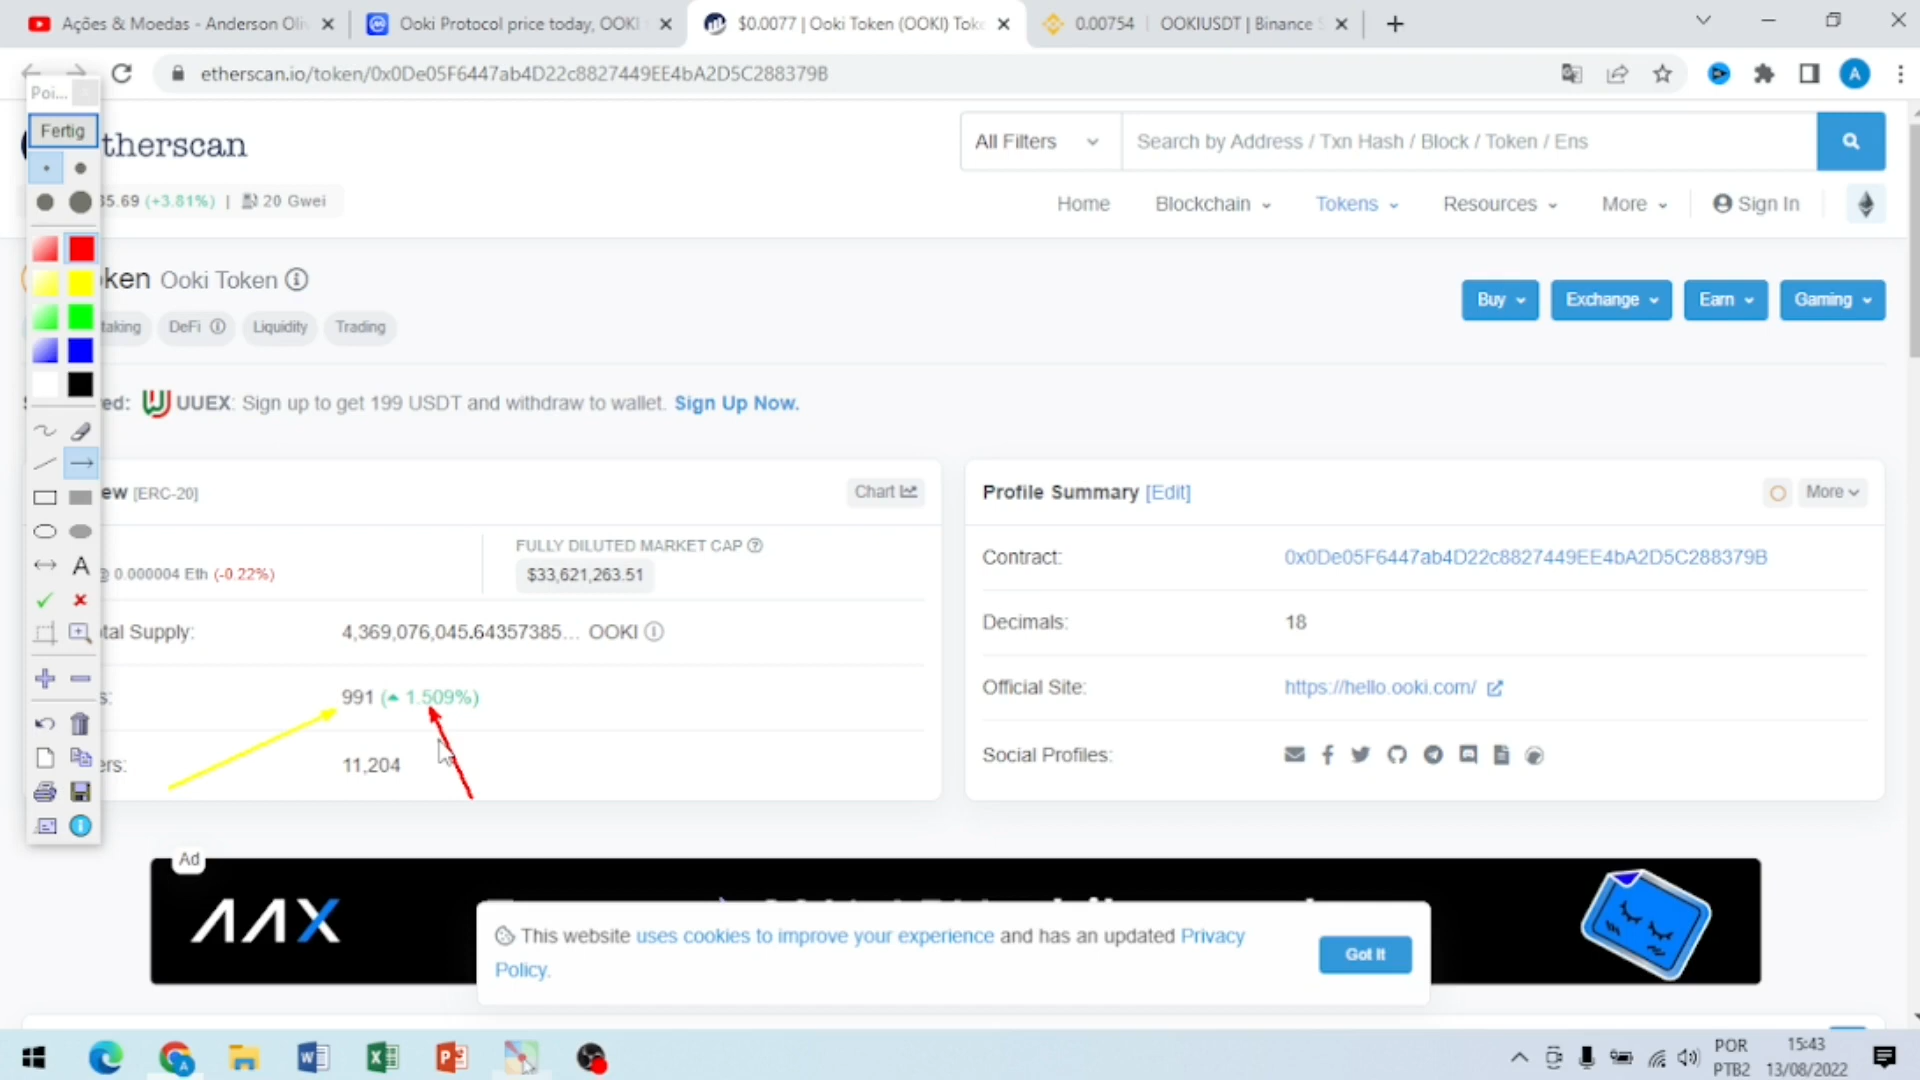 Ações & Moedas - Anderson Oli
Ooki Protocol price today, OOKI
$0.0077 | Ooki Token (OOKI) Toke
0.00754 | OOKIUSDT | Binance
etherscan.io/token/0x0De05F6447ab4D22c8827449EE4bA2D5C288379B
A
Poi...
Fertig
therscan
All Filters
Search by Address / Txn Hash / Block / Token / Ens
35.69 (+3.81%) | 20 Gwei
Home
Blockchain
Tokens
Resources
More
Sign In
ken Ooki Token
Buy
Exchange
Earn
Gaming
taking
DeFi
Liquidity
Trading
ed: UUEX: Sign up to get 199 USDT and withdraw to wallet. Sign Up Now.
ew [ERC-20]
Chart
Profile Summary [Edit]
More
FULLY DILUTED MARKET CAP
@ 0.000004 Eth (-0.22%)
$33,621,263.51
Contract:
0x0De05F6447ab4D22c8827449EE4bA2D5C288379B
tal Supply:
4,369,076,045.64357385... OOKI
Decimals:
18
s:
991 (1.509%)
Official Site:
https://hello.ooki.com/
ers:
11,204
Social Profiles:
Ad
AAX
This website uses cookies to improve your experience and has an updated Privacy
Policy.
Got It
POR
PTB2
15:43
13/08/2022